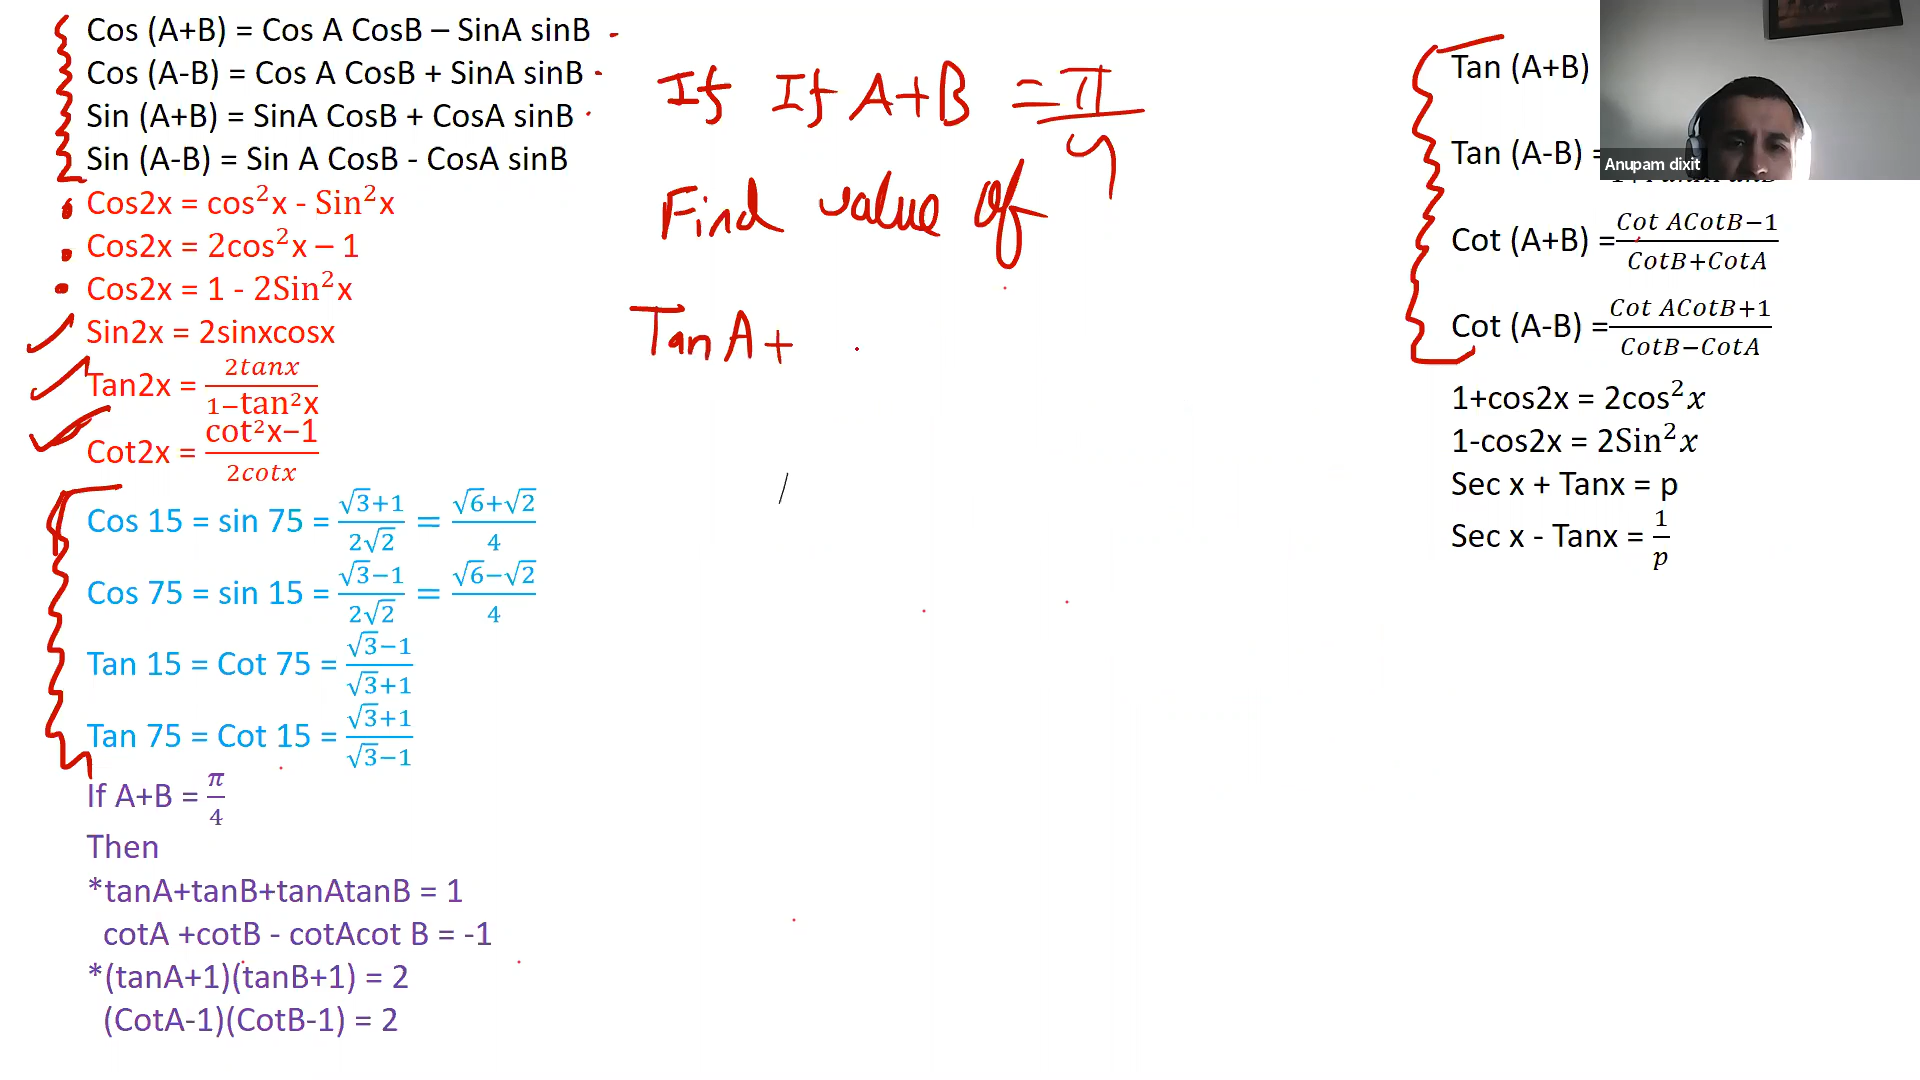 Cos (A+B) = Cos A CosB – SinA sinB
Cos (A-B) = Cos A CosB + SinA sinB
Sin (A+B) = SinA CosB + CosA sinB
Sin (A-B) = Sin A CosB - CosA sinB
Cos2x = cos²x - Sin²x
Cos2x = 2cos²x – 1
Cos2x = 1 - 2Sin²x
Sin2x = 2sinxcosx
Tan2x = 2tanx / 1−tan²x
Cot2x = cot²x−1 / 2cotx
Cos 15 = sin 75 = √3+1 / 2√2 = √6+√2 / 4
Cos 75 = sin 15 = √3−1 / 2√2 = √6−√2 / 4
Tan 15 = Cot 75 = √3−1 / √3+1
Tan 75 = Cot 15 = √3+1 / √3−1
If A+B = π / 4
Then
*tanA+tanB+tanAtanB = 1
cotA +cotB - cotAcot B = -1
*(tanA+1)(tanB+1) = 2
(CotA-1)(CotB-1) = 2
If If A+B = π / 4
Find value of
Tan A +
Tan (A+B)
Tan (A-B) =
Cot (A+B) = Cot ACotB−1 / CotB+CotA
Cot (A-B) = Cot ACotB+1 / CotB−CotA
1+cos2x = 2cos²x
1-cos2x = 2Sin²x
Sec x + Tanx = p
Sec x - Tanx = 1 / p
Anupam dixit